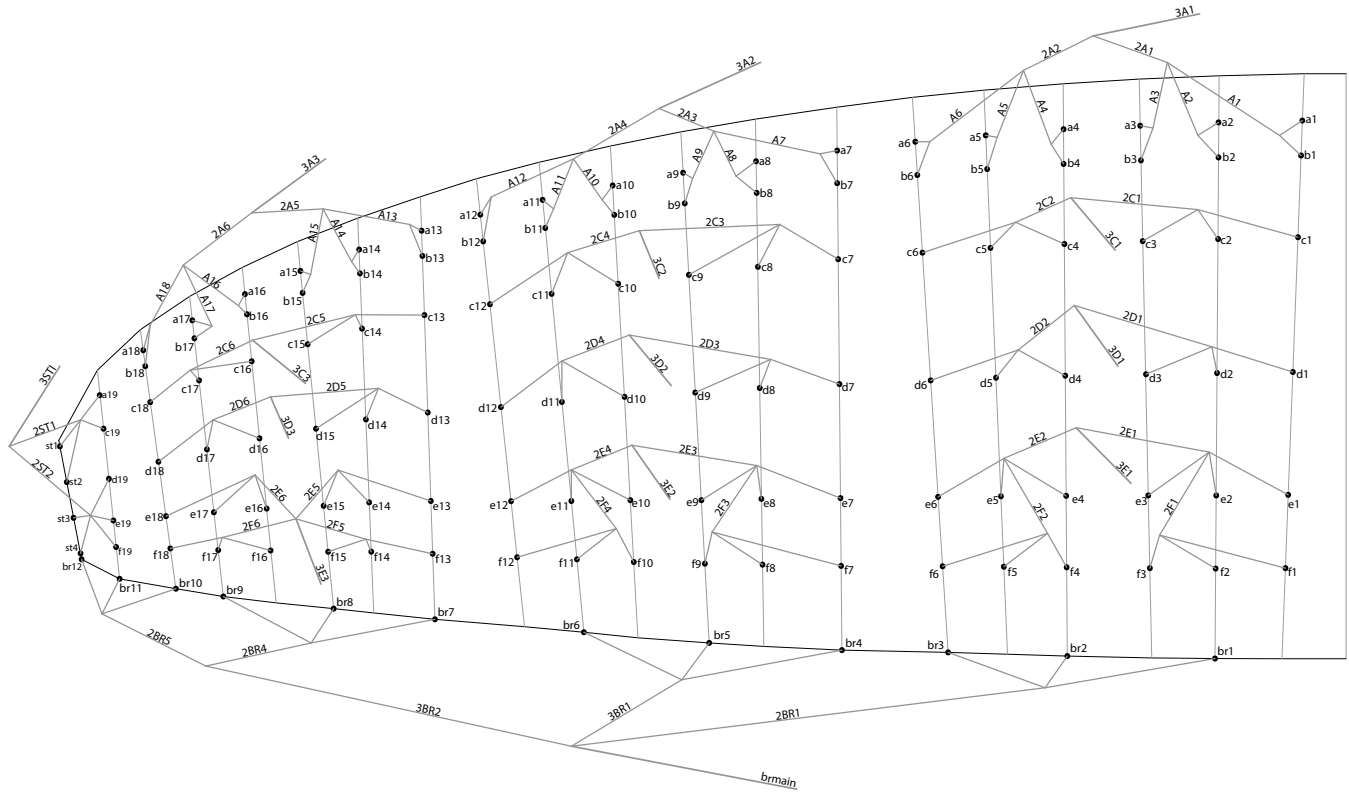 3A1
2A2
2A1
3A2
2A3
2A4
A6
A5
A4
A3
A2
A1
a6
a5
a4
a3
a2
a1
b6
b5
b4
b3
b2
b1
A9
A8
A7
a9
a8
a7
b9
b8
b7
3A3
2A5
2A6
A12
A11
A10
a12
a11
a10
b12
b11
b10
A15
A14
A13
a15
a14
a13
b15
b14
b13
A18
A17
A16
a18
a17
a16
b18
b17
b16
2C2
2C1
3C1
c6
c5
c4
c3
c2
c1
2C4
2C3
3C2
c12
c11
c10
c9
c8
c7
2C6
2C5
3C3
c18
c17
c16
c15
c14
c13
2D2
2D1
3D1
d6
d5
d4
d3
d2
d1
2D4
2D3
3D2
d12
d11
d10
d9
d8
d7
2D6
2D5
3D3
d18
d17
d16
d15
d14
d13
2E2
2E1
3E1
e6
e5
e4
e3
e2
e1
2E4
2E3
3E2
e12
e11
e10
e9
e8
e7
2E6
2E5
3E3
e18
e17
e16
e15
e14
e13
2F2
2F1
f6
f5
f4
f3
f2
f1
2F4
2F3
f12
f11
f10
f9
f8
f7
2F6
2F5
f18
f17
f16
f15
f14
f13
3STI
2ST1
2ST2
a19
c19
d19
e19
f19
st1
st2
st3
st4
br12
br11
br10
br9
br8
br7
br6
br5
br4
br3
br2
br1
2BR5
2BR4
3BR2
3BR1
2BR1
brmain